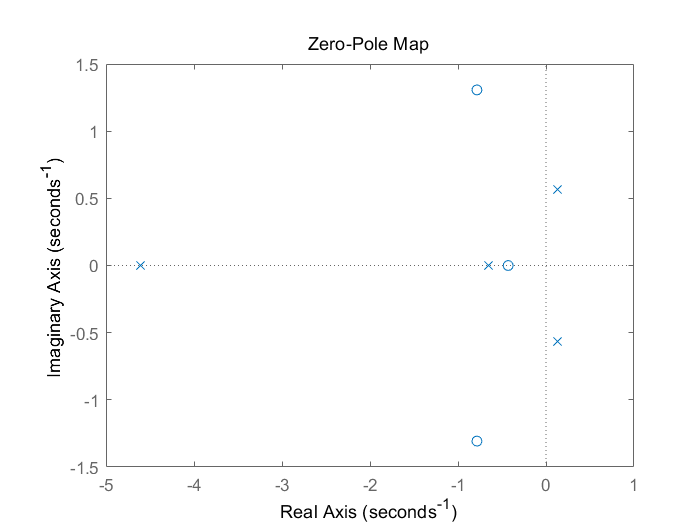 Zero-Pole Map
1.5
1
0.5
0
-0.5
-1
-1.5
Imaginary Axis (seconds⁻¹)
-5 -4 -3 -2 -1 0 1
Real Axis (seconds⁻¹)